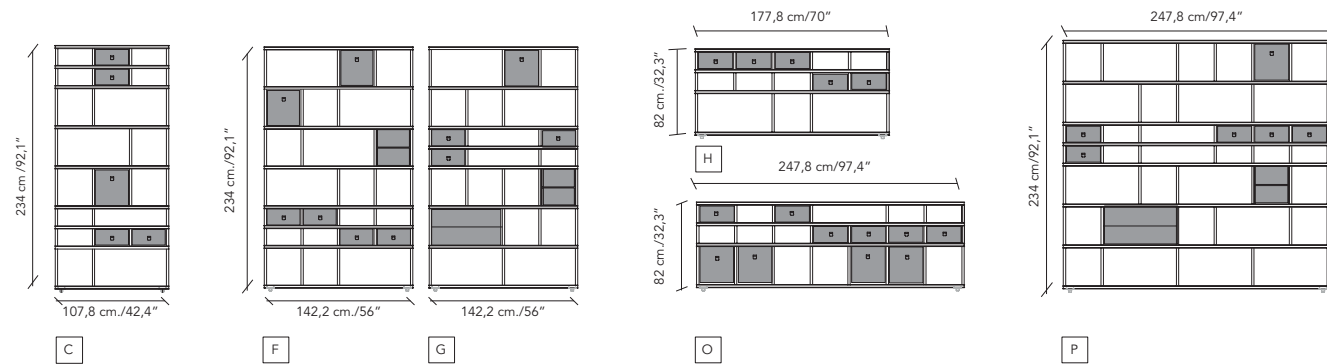 234 cm /92,1"
107,8 cm./42,4"
C
234 cm./92,1"
142,2 cm./56"
142,2 cm./56"
F
G
177,8 cm/70"
82 cm./32,3"
H
247,8 cm/97,4"
82 cm./32,3"
O
247,8 cm/97,4"
234 cm./92,1"
P